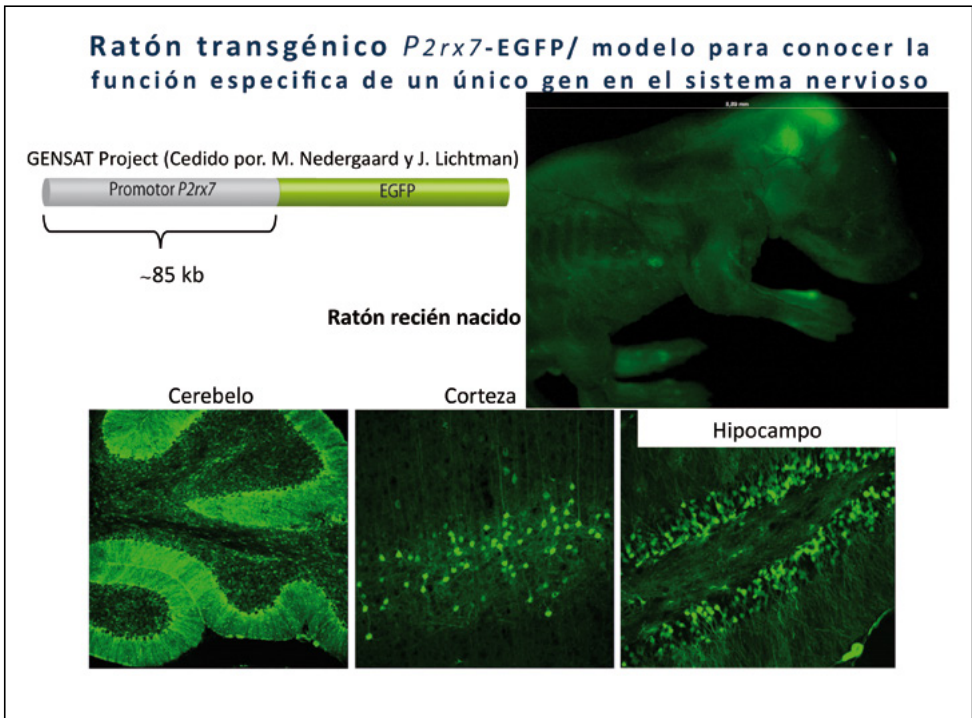 Ratón transgénico P2rx7-EGFP/ modelo para conocer la
función especifica de un único gen en el sistema nervioso
GENSAT Project (Cedido por. M. Nedergaard y J. Lichtman)
Promotor P2rx7
EGFP
~85 kb
Ratón recién nacido
Cerebelo
Corteza
Hipocampo